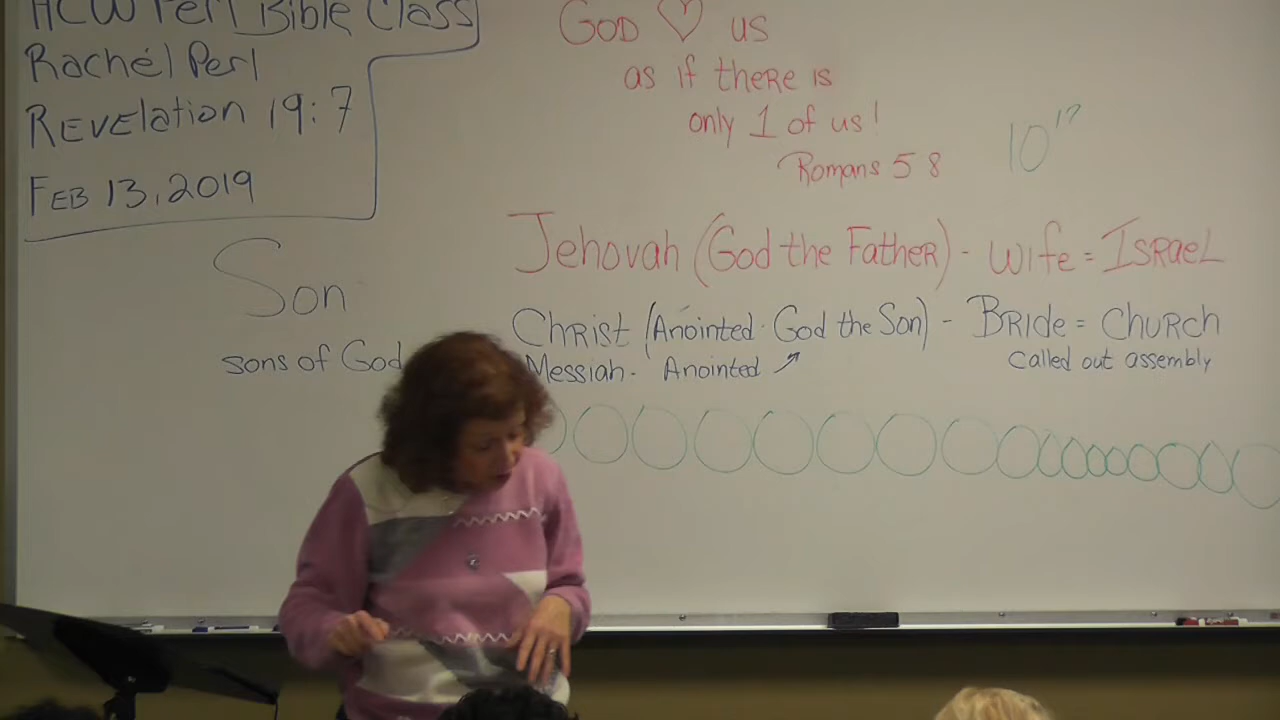 HCW Perl Bible Class
Rachel Perl
Revelation 19:7
Feb 13, 2019
God ♡ us
as if there is
only 1 of us!
Romans 5 8
10¹⁷
Jehovah (God the Father) - Wife = Israel
Son
Christ (Anointed · God the Son) - Bride = Church
sons of God
Messiah - Anointed ↗
called out assembly